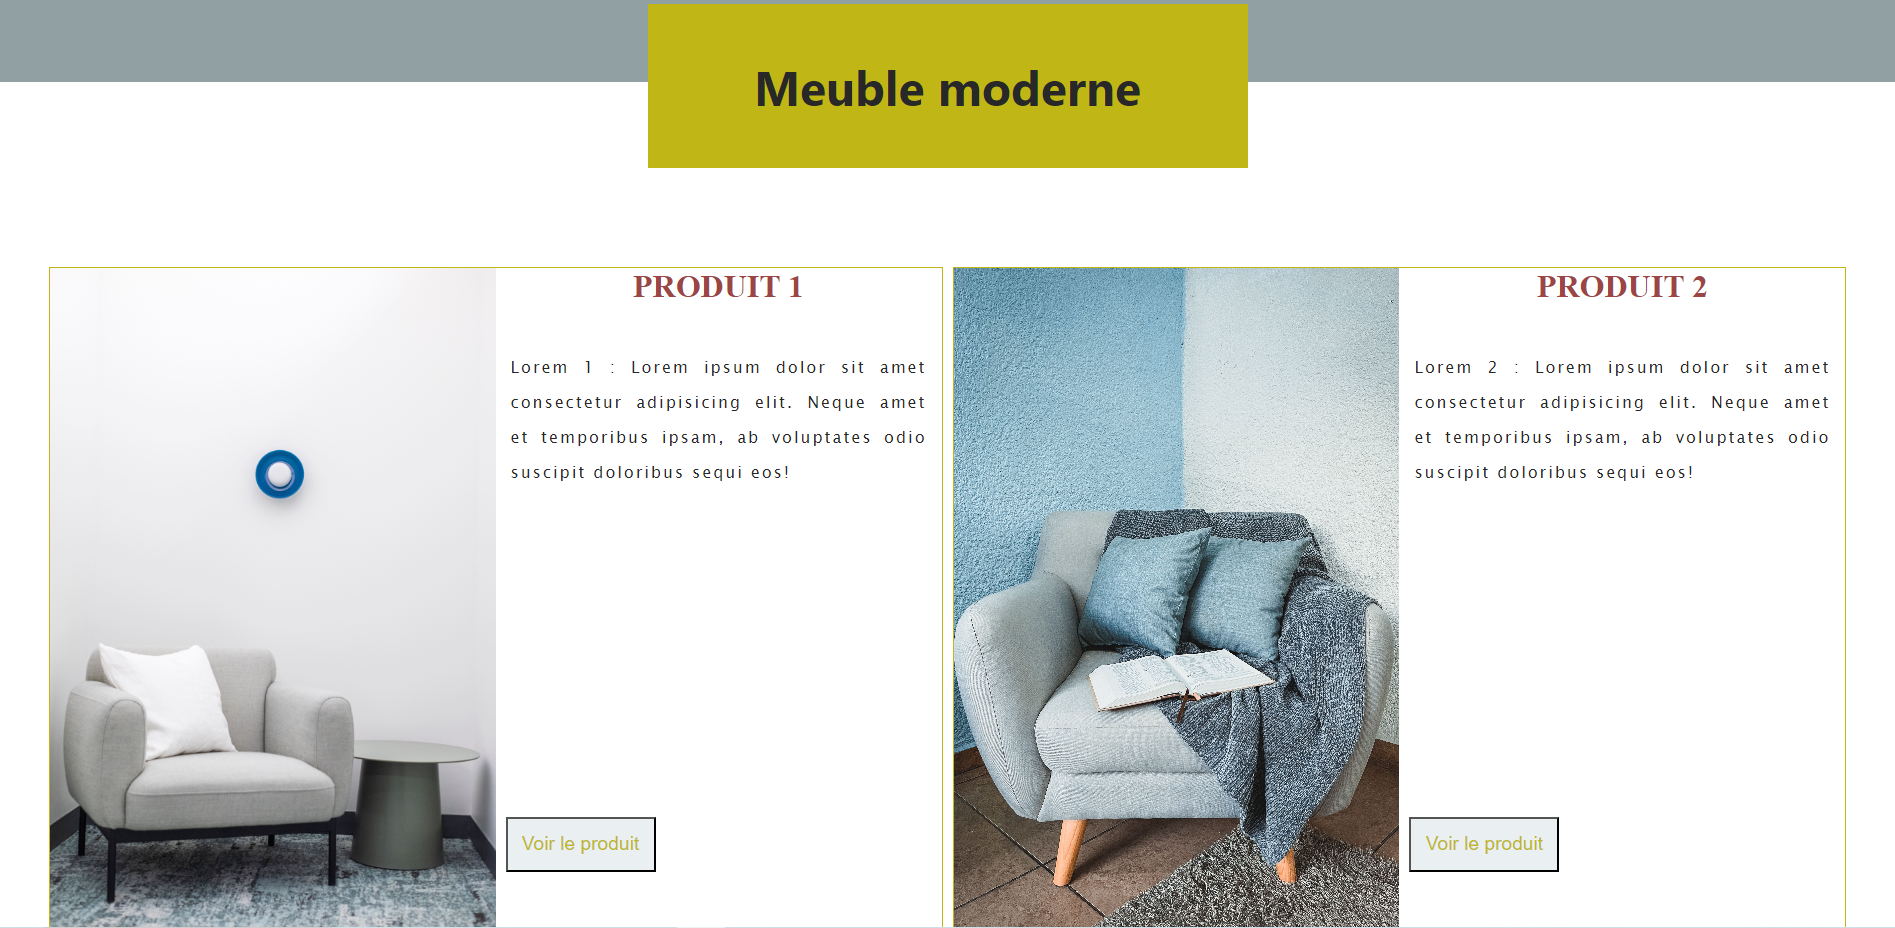 Meuble moderne
PRODUIT 1
Lorem 1 : Lorem ipsum dolor sit amet
consectetur adipisicing elit. Neque amet
et temporibus ipsam, ab voluptates odio
suscipit doloribus sequi eos!
Voir le produit
PRODUIT 2
Lorem 2 : Lorem ipsum dolor sit amet
consectetur adipisicing elit. Neque amet
et temporibus ipsam, ab voluptates odio
suscipit doloribus sequi eos!
Voir le produit